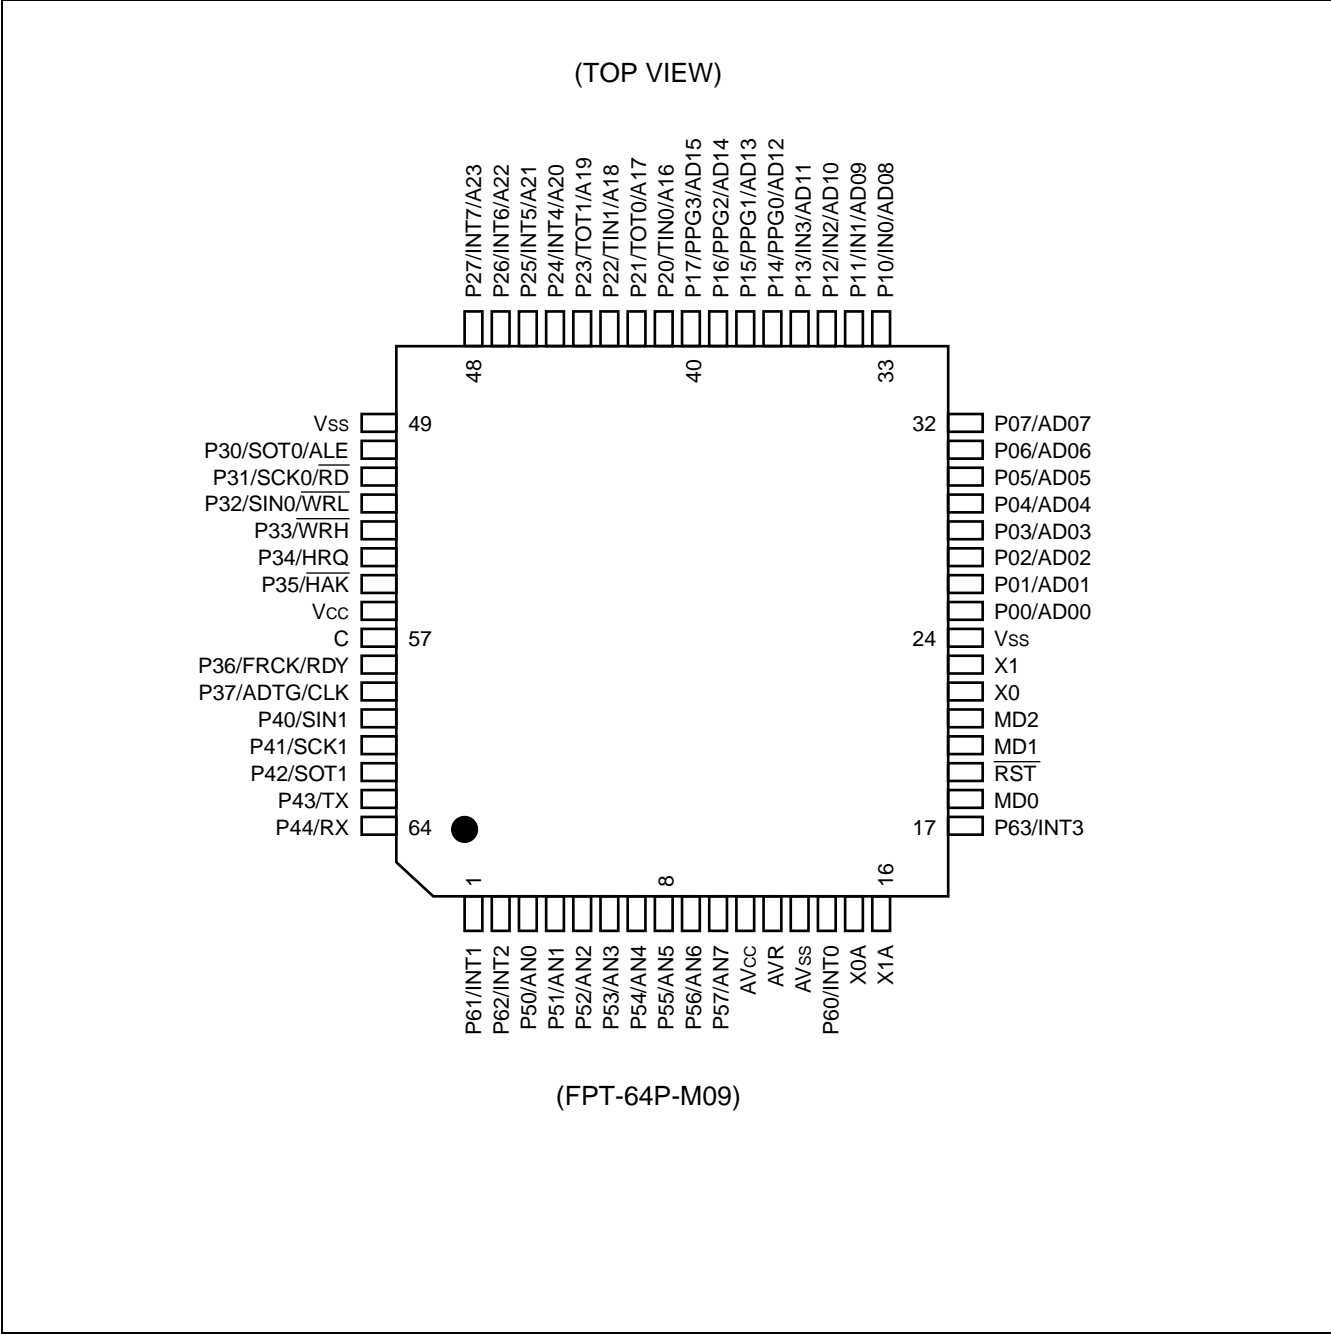 (TOP VIEW)
P27/INT7/A23
P26/INT6/A22
P25/INT5/A21
P24/INT4/A20
P23/TOT1/A19
P22/TIN1/A18
P21/TOT0/A17
P20/TIN0/A16
P17/PPG3/AD15
P16/PPG2/AD14
P15/PPG1/AD13
P14/PPG0/AD12
P13/IN3/AD11
P12/IN2/AD10
P11/IN1/AD09
P10/IN0/AD08
48
40
33
Vss 49
P30/SOT0/ALE
P31/SCK0/RD
P32/SIN0/WRL
P33/WRH
P34/HRQ
P35/HAK
Vcc
C 57
P36/FRCK/RDY
P37/ADTG/CLK
P40/SIN1
P41/SCK1
P42/SOT1
P43/TX
P44/RX 64
32 P07/AD07
P06/AD06
P05/AD05
P04/AD04
P03/AD03
P02/AD02
P01/AD01
P00/AD00
24 Vss
X1
X0
MD2
MD1
RST
MD0
17 P63/INT3
1
8
16
P61/INT1
P62/INT2
P50/AN0
P51/AN1
P52/AN2
P53/AN3
P54/AN4
P55/AN5
P56/AN6
P57/AN7
AVcc
AVR
AVss
P60/INT0
X0A
X1A
(FPT-64P-M09)